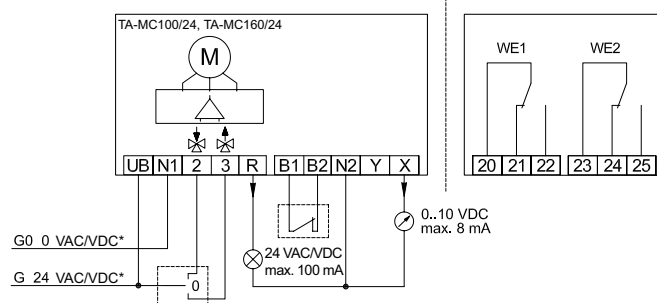 TA-MC100/24, TA-MC160/24
M
UB N1 2 3 R B1 B2 N2 Y X
WE1 WE2
20 21 22 23 24 25
0..10 VDC
max. 8 mA
G0 0 VAC/VDC*
24 VAC/VDC
max. 100 mA
G 24 VAC/VDC*
0